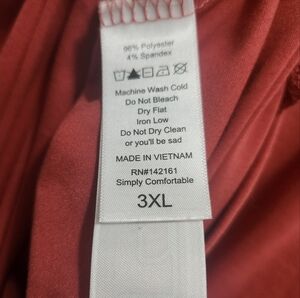 96% Polyester
4% Spandex
Machine Wash Cold
Do Not Bleach
Dry Flat
Iron Low
Do Not Dry Clean
or you'll be sad
MADE IN VIETNAM
RN#142161
Simply Comfortable
3XL